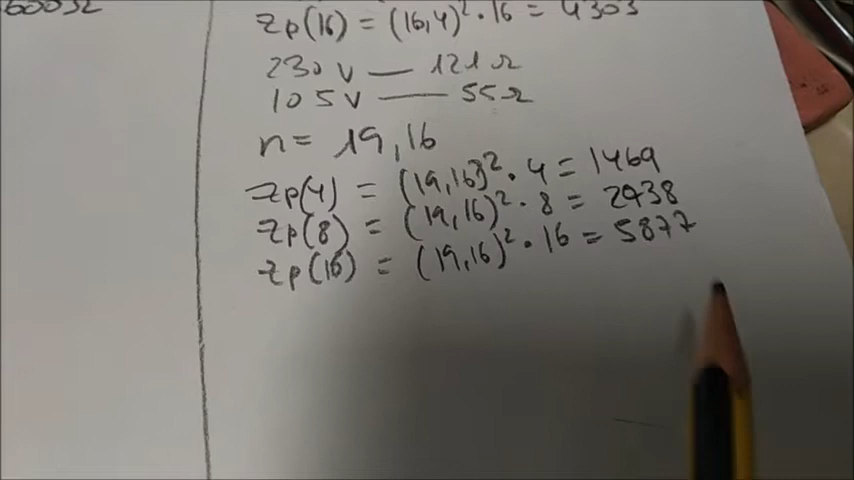 600Ω
zp(16) = (16,4)² · 16 = 4303
230 V — 121 Ω
105 V — 55 Ω
n = 19,16
zp(4) = (19,16)² · 4 = 1469
zp(8) = (19,16)² · 8 = 2938
zp(16) = (19,16)² · 16 = 5877